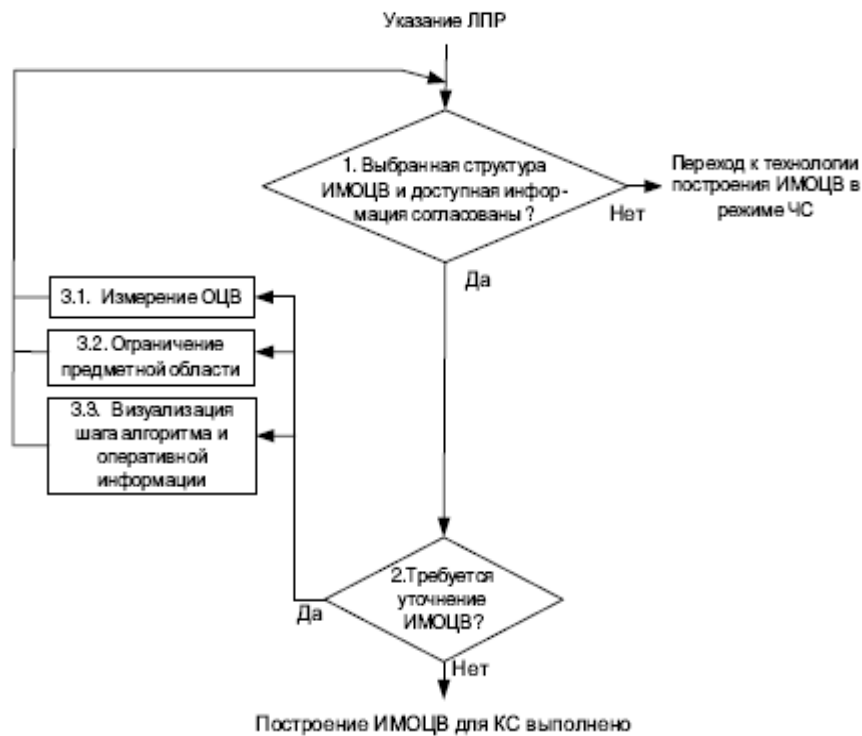 Указание ЛПР
1. Выбранная структура
ИМОЦВ и доступная инфор-
мация согласованы ?
Нет
Переход к технологии
построения ИМОЦВ в
режиме ЧС
Да
3.1. Измерение ОЦВ
3.2. Ограничение
предметной области
3.3. Визуализация
шага алгоритма и
оперативной
информации
2.Требуется
уточнение
ИМОЦВ?
Да
Нет
Построение ИМОЦВ для КС выполнено